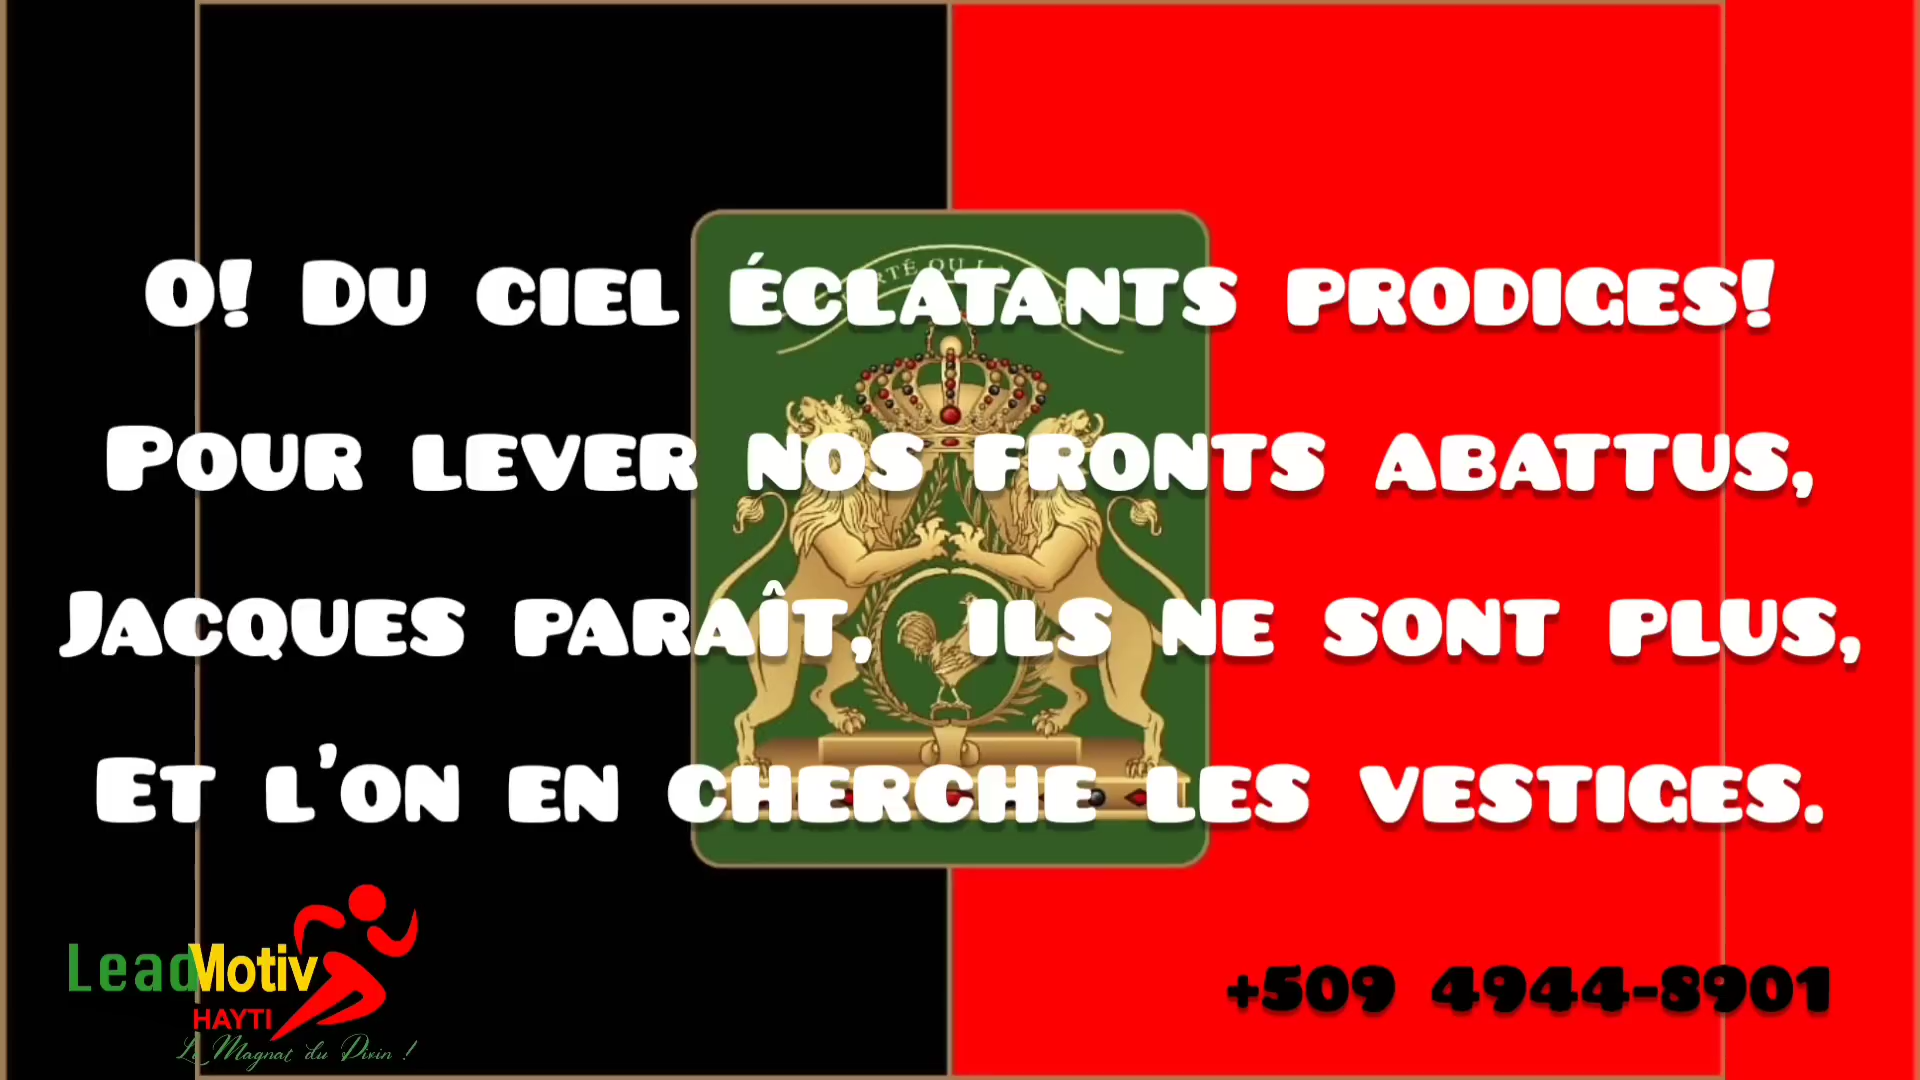 O! Du ciel éclatants prodiges!
Pour lever nos fronts abattus,
Jacques paraît, ils ne sont plus,
Et l'on en cherche les vestiges.
LeadMotiv
HAYTI
Le Magnat du Divin !
+509 4944-8901